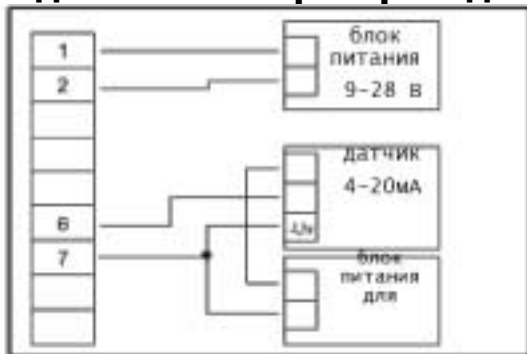 1
2
6
7
блок
питания
9-28 В
датчик
4-20мА
блок
питания
для